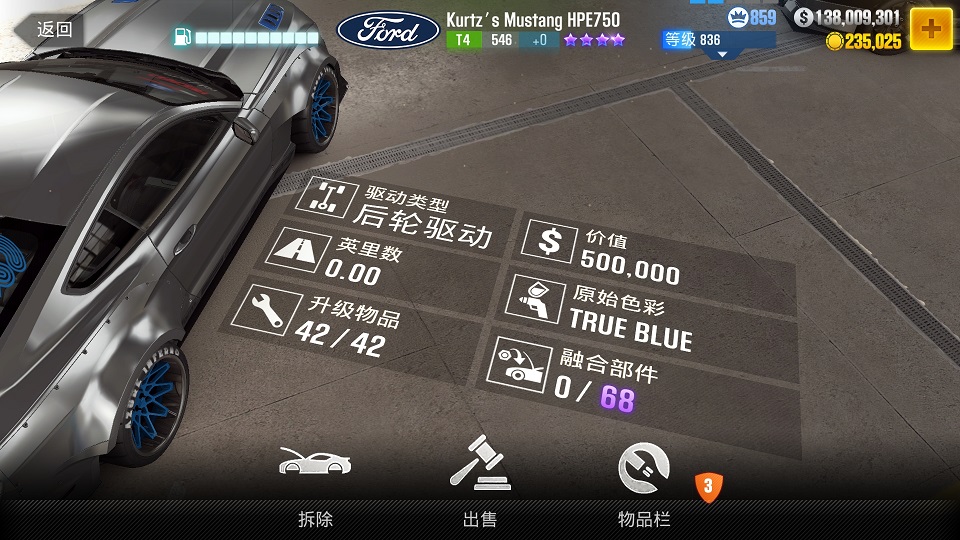 返回
Ford
Kurtz's Mustang HPE750
T4 546 +0
859
138,009,301
等级 836
235,025
驱动类型
后轮驱动
英里数
0.00
升级物品
42 / 42
价值
500,000
原始色彩
TRUE BLUE
融合部件
0 / 68
拆除
出售
物品栏
3